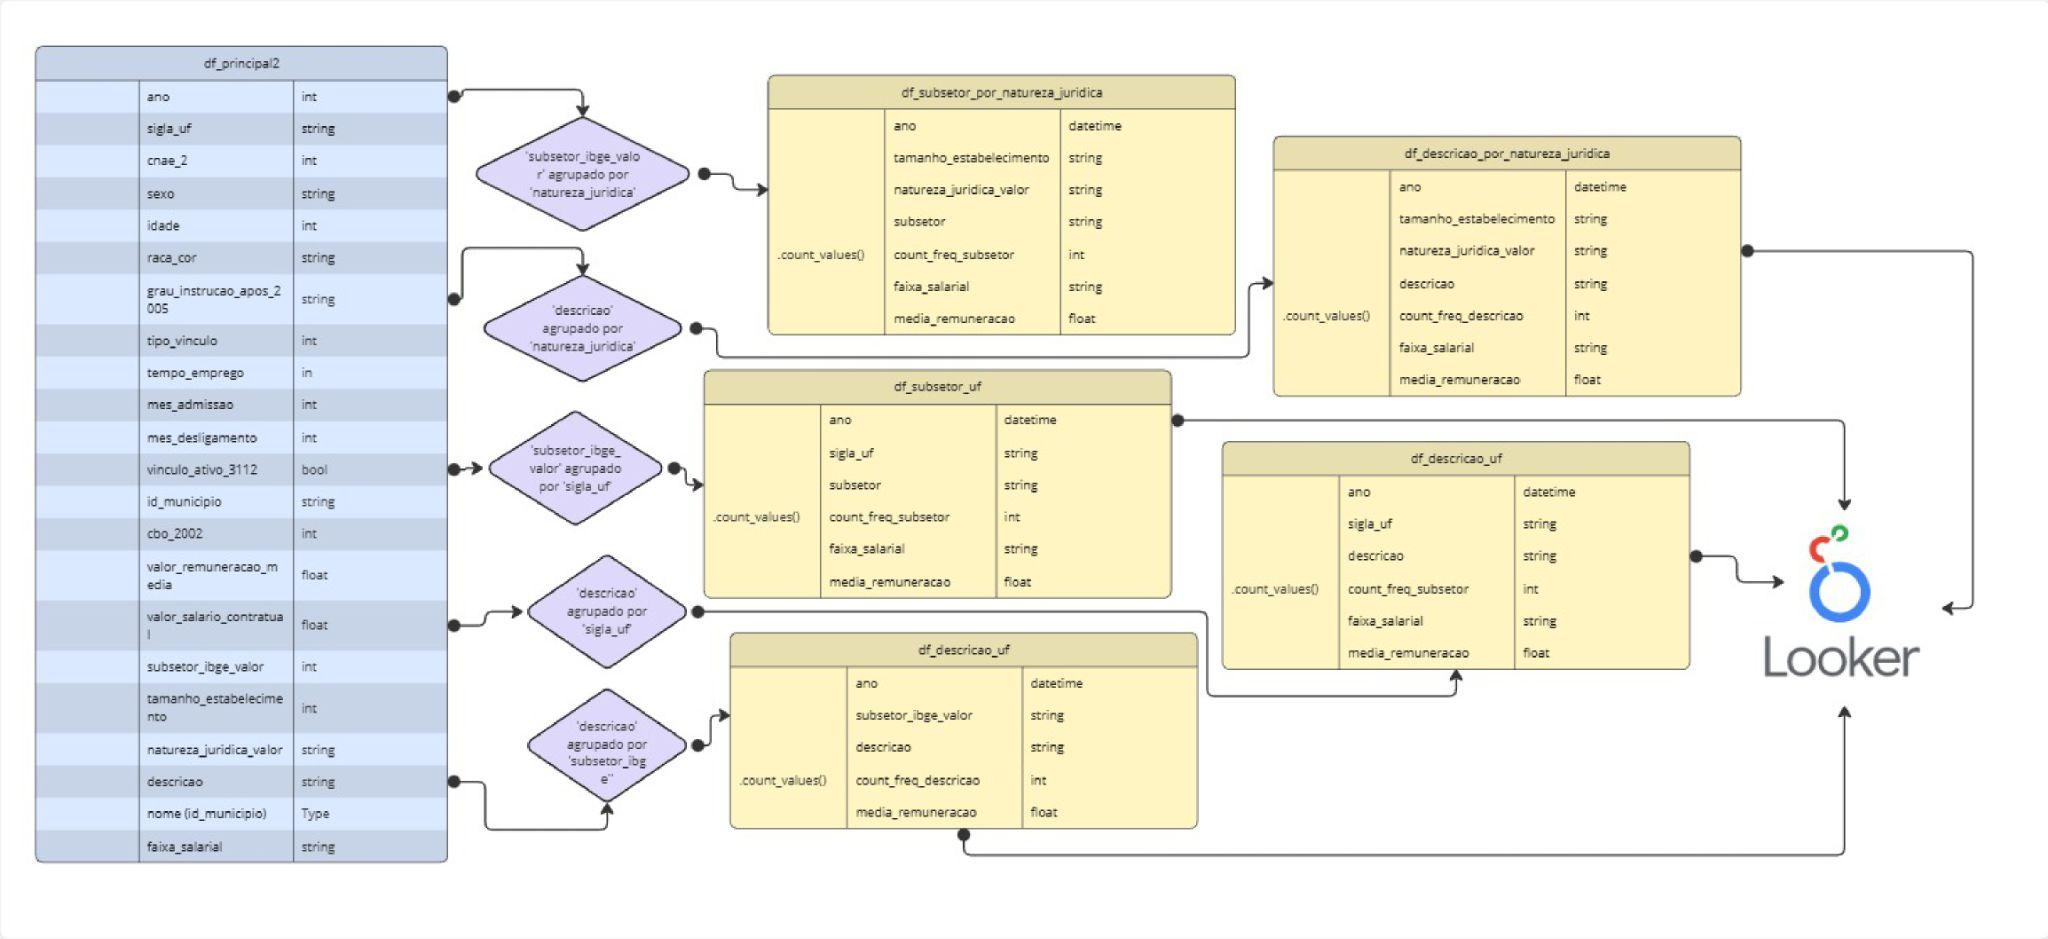 df_principal2
ano int
sigla_uf string
cnae_2 int
sexo string
idade int
raca_cor string
grau_instrucao_apos_2
005 string
tipo_vinculo int
tempo_emprego in
mes_admissao int
mes_desligamento int
vinculo_ativo_3112 bool
id_municipio string
cbo_2002 int
valor_remuneracao_m
edia float
valor_salario_contratua
l float
subsetor_ibge_valor int
tamanho_estabelecime
nto int
natureza_juridica_valor string
descricao string
nome (id_municipio) Type
faixa_salarial string
'subsetor_ibge_valo
r' agrupado por
'natureza_juridica'
'descricao'
agrupado por
'natureza_juridica'
'subsetor_ibge_
valor' agrupado
por 'sigla_uf'
'descricao'
agrupado por
'sigla_uf'
'descricao'
agrupado por
'subsetor_ibg
e''
df_subsetor_por_natureza_juridica
ano datetime
tamanho_estabelecimento string
natureza_juridica_valor string
subsetor string
.count_values() count_freq_subsetor int
faixa_salarial string
media_remuneracao float
df_descricao_por_natureza_juridica
ano datetime
tamanho_estabelecimento string
natureza_juridica_valor string
descricao string
.count_values() count_freq_descricao int
faixa_salarial string
media_remuneracao float
df_subsetor_uf
ano datetime
sigla_uf string
subsetor string
.count_values() count_freq_subsetor int
faixa_salarial string
media_remuneracao float
df_descricao_uf
ano datetime
sigla_uf string
descricao string
.count_values() count_freq_subsetor int
faixa_salarial string
media_remuneracao float
df_descricao_uf
ano datetime
subsetor_ibge_valor string
descricao string
.count_values() count_freq_descricao int
media_remuneracao float
Looker